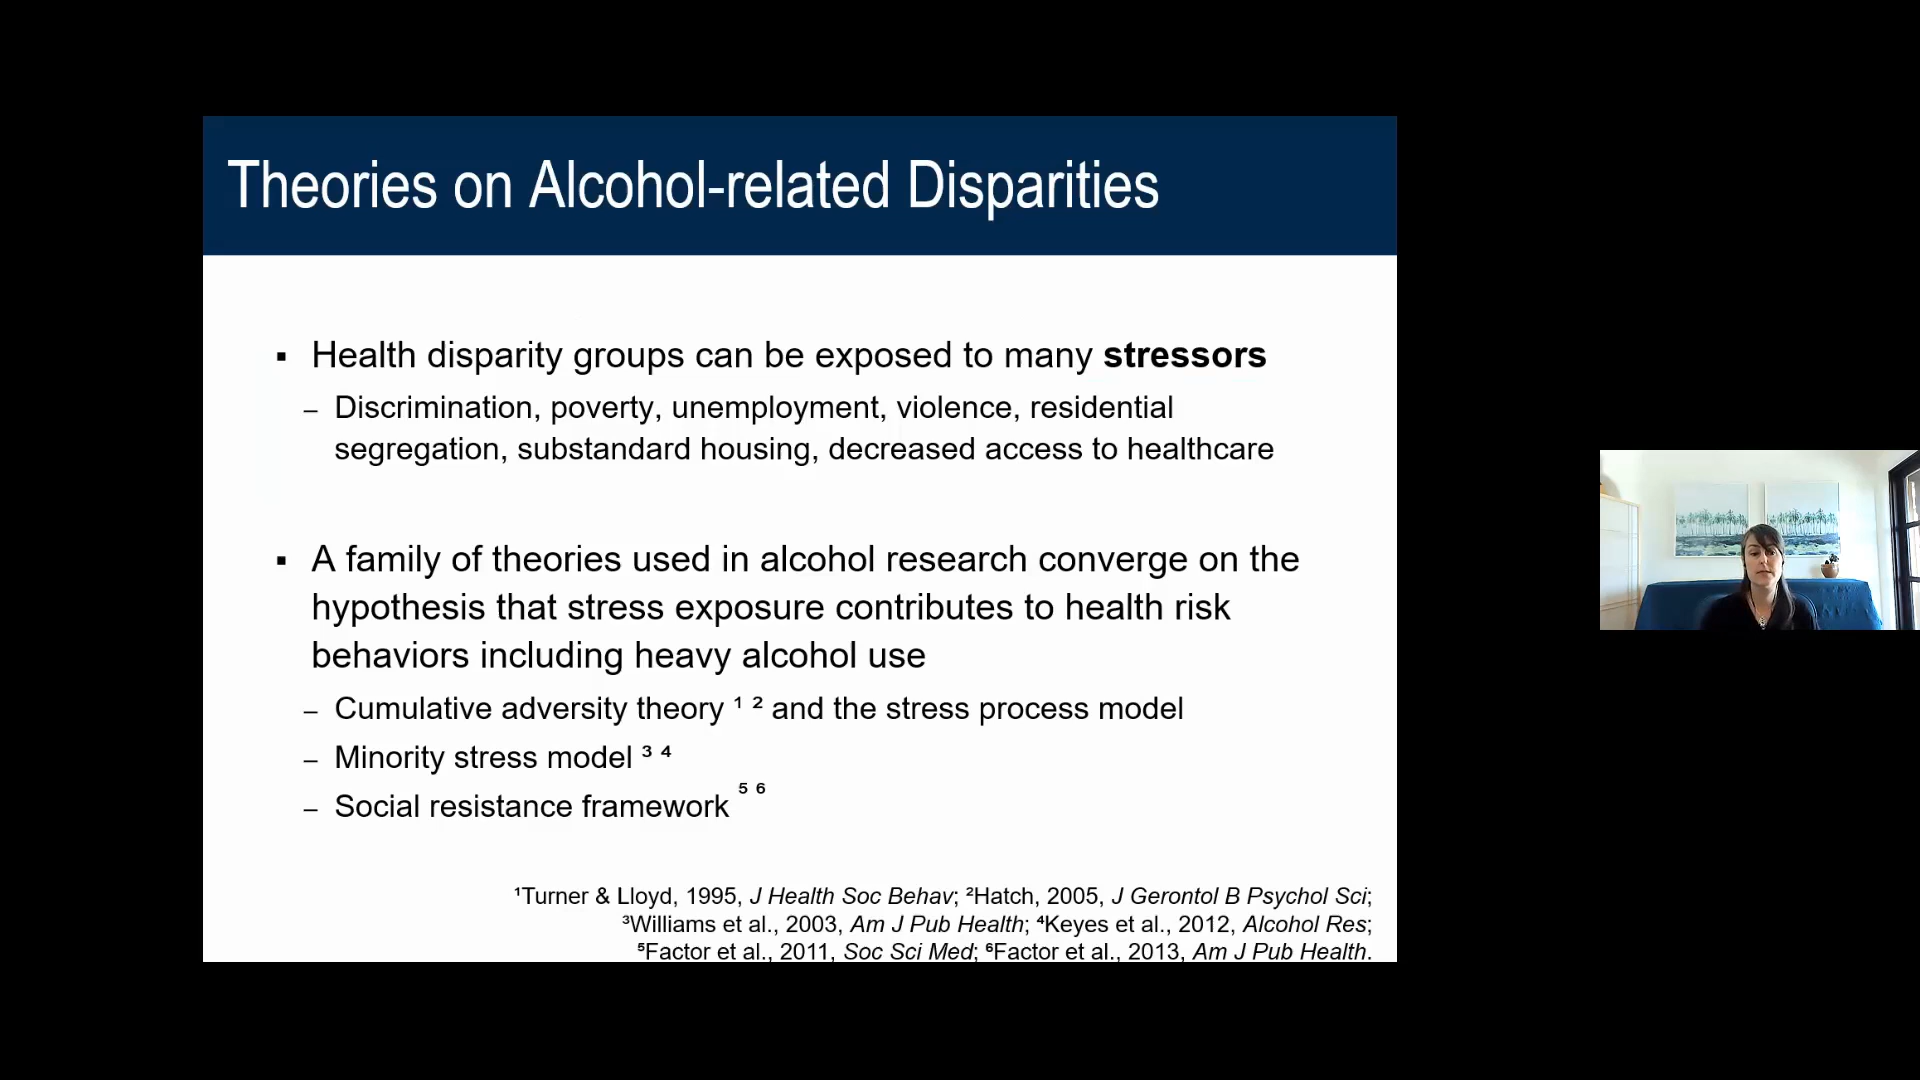 Theories on Alcohol-related Disparities
▪ Health disparity groups can be exposed to many stressors
– Discrimination, poverty, unemployment, violence, residential
segregation, substandard housing, decreased access to healthcare
▪ A family of theories used in alcohol research converge on the
hypothesis that stress exposure contributes to health risk
behaviors including heavy alcohol use
– Cumulative adversity theory ¹ ² and the stress process model
– Minority stress model ³ ⁴
– Social resistance framework ⁵ ⁶
¹Turner & Lloyd, 1995, J Health Soc Behav; ²Hatch, 2005, J Gerontol B Psychol Sci;
³Williams et al., 2003, Am J Pub Health; ⁴Keyes et al., 2012, Alcohol Res;
⁵Factor et al., 2011, Soc Sci Med; ⁶Factor et al., 2013, Am J Pub Health.